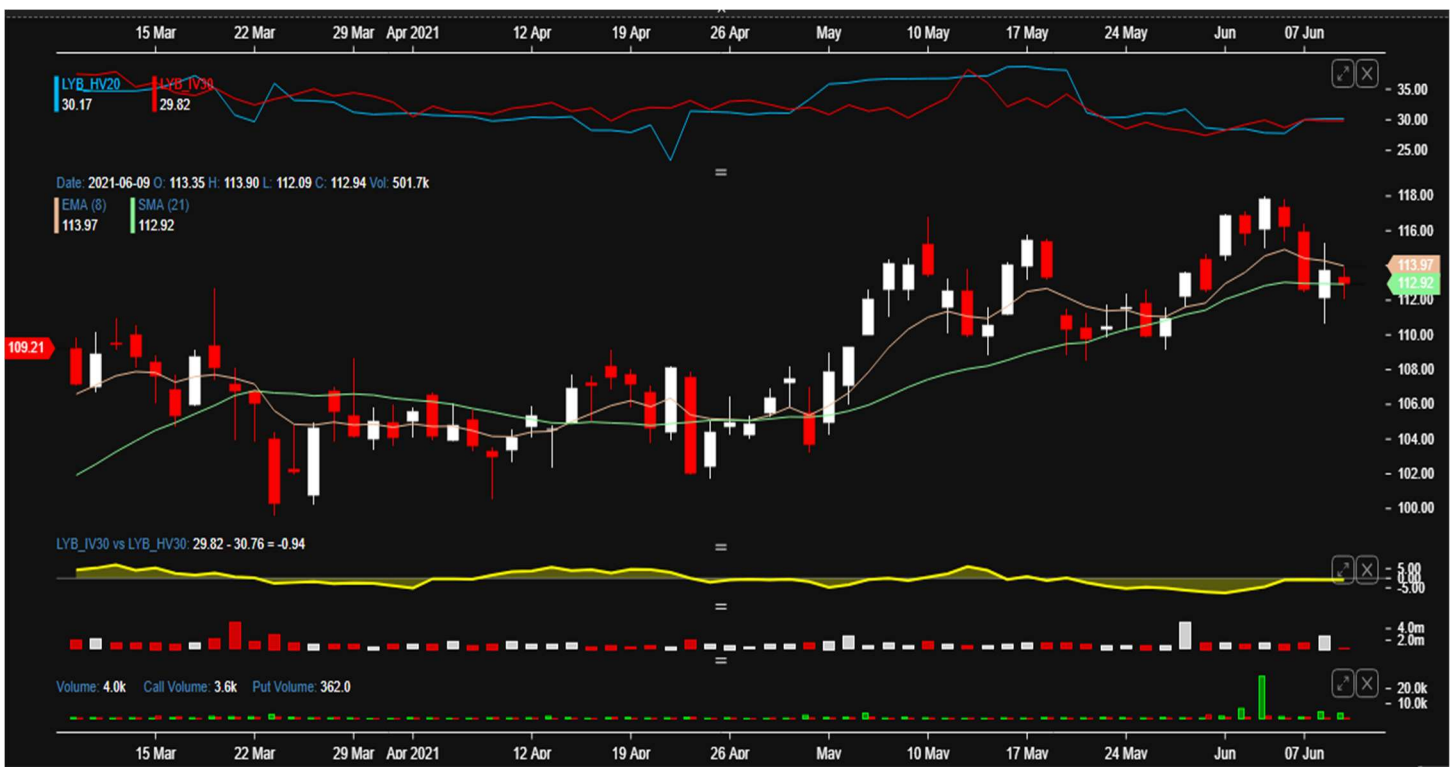 15 Mar 22 Mar 29 Mar Apr 2021 12 Apr 19 Apr 26 Apr May 10 May 17 May 24 May Jun 07 Jun
LYB_HV20 LYB_IV30
30.17 29.82
35.00
30.00
25.00
Date: 2021-06-09 O: 113.35 H: 113.90 L: 112.09 C: 112.94 Vol: 501.7k
EMA (8) SMA (21)
113.97 112.92
118.00
116.00
113.97
112.92
112.00
110.00
109.21
108.00
106.00
104.00
102.00
100.00
LYB_IV30 vs LYB_HV30: 29.82 - 30.76 = -0.94
5.00
0.00
-5.00
4.0m
2.0m
Volume: 4.0k Call Volume: 3.6k Put Volume: 362.0
20.0k
10.0k
15 Mar 22 Mar 29 Mar Apr 2021 12 Apr 19 Apr 26 Apr May 10 May 17 May 24 May Jun 07 Jun